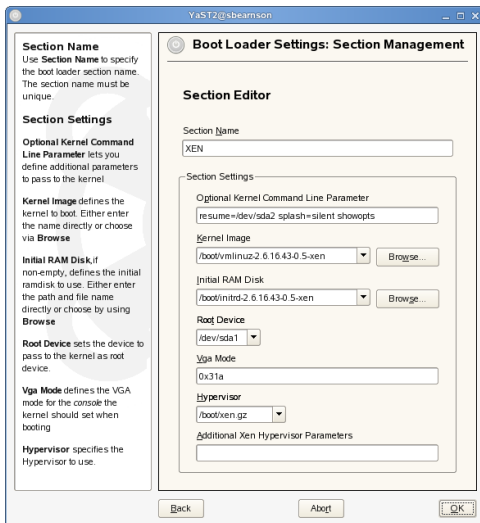 YaST2@sbeamson
Section Name
Use Section Name to specify
the boot loader section name.
The section name must be
unique.
Section Settings
Optional Kernel Command
Line Parameter lets you
define additional parameters
to pass to the kernel
Kernel Image defines the
kernel to boot. Either enter
the name directly or choose
via Browse
Initial RAM Disk,if
non-empty, defines the initial
ramdisk to use. Either enter
the path and file name
directly or choose by using
Browse
Root Device sets the device to
pass to the kernel as root
device.
Vga Mode defines the VGA
mode for the console the
kernel should set when
booting
Hypervisor specifies the
Hypervisor to use.
Boot Loader Settings: Section Management
Section Editor
Section Name
XEN
Section Settings
Optional Kernel Command Line Parameter
resume=/dev/sda2 splash=silent showopts
Kernel Image
/boot/vmlinuz-2.6.16.43-0.5-xen
Browse...
Initial RAM Disk
/boot/initrd-2.6.16.43-0.5-xen
Browse...
Root Device
/dev/sda1
Vga Mode
0x31a
Hypervisor
/boot/xen.gz
Additional Xen Hypervisor Parameters
Back
Abort
OK